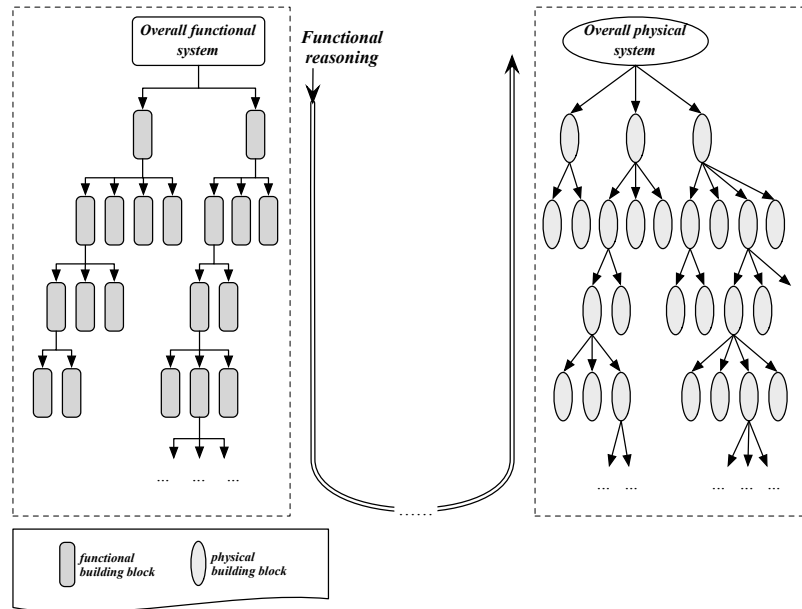 Overall functional
system
Functional
reasoning
Overall physical
system
... ... ...
......
... ... ... ... ...
functional
building block
physical
building block